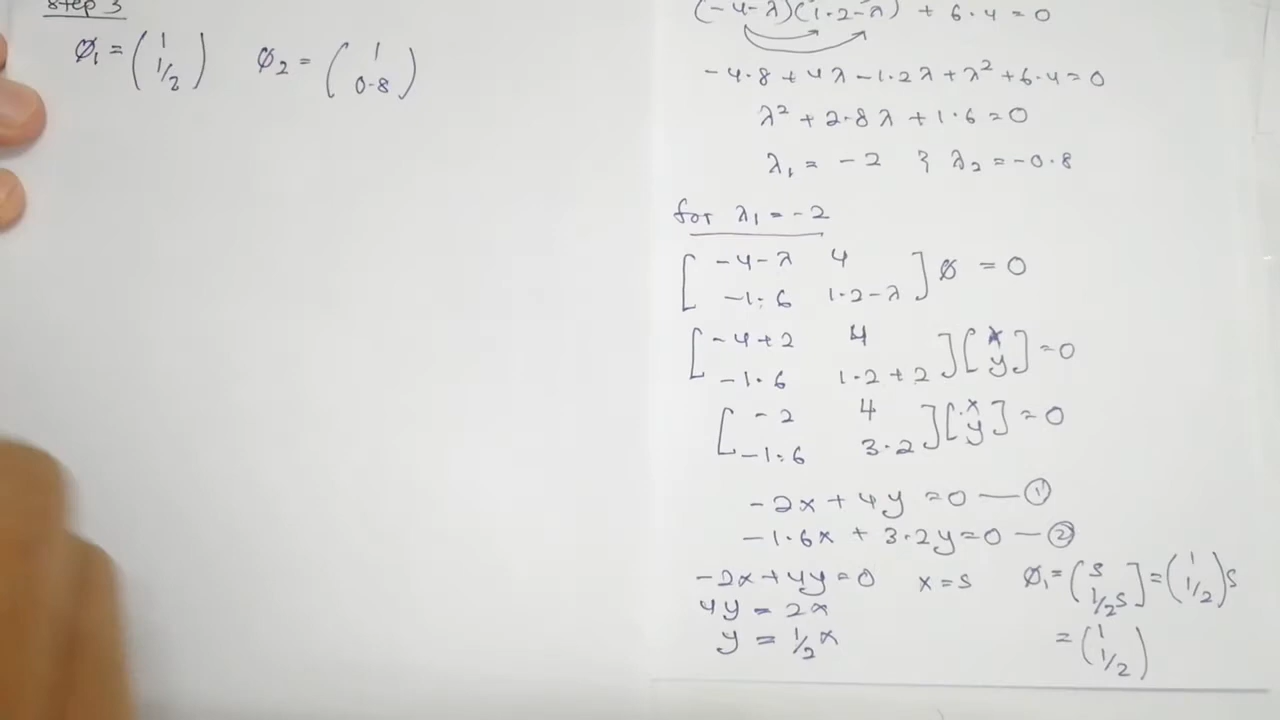 Step 3
ø₁ = (1 1/2) ø₂ = (1 0.8)
(-4-λ)(1.2-λ) + 6.4 = 0
-4.8 + 4λ - 1.2λ + λ² + 6.4 = 0
λ² + 2.8λ + 1.6 = 0
λ₁ = -2 & λ₂ = -0.8
for λ₁ = -2
[-4-λ 4
-1.6 1.2-λ] ø = 0
[-4+2 4
-1.6 1.2+2] [x y] = 0
[-2 4
-1.6 3.2] [x y] = 0
-2x + 4y = 0 — ①
-1.6x + 3.2y = 0 — ②
-2x + 4y = 0 x = s ø₁ = (s 1/2s] = (1 1/2)s
4y = 2x
y = 1/2x = (1 1/2)